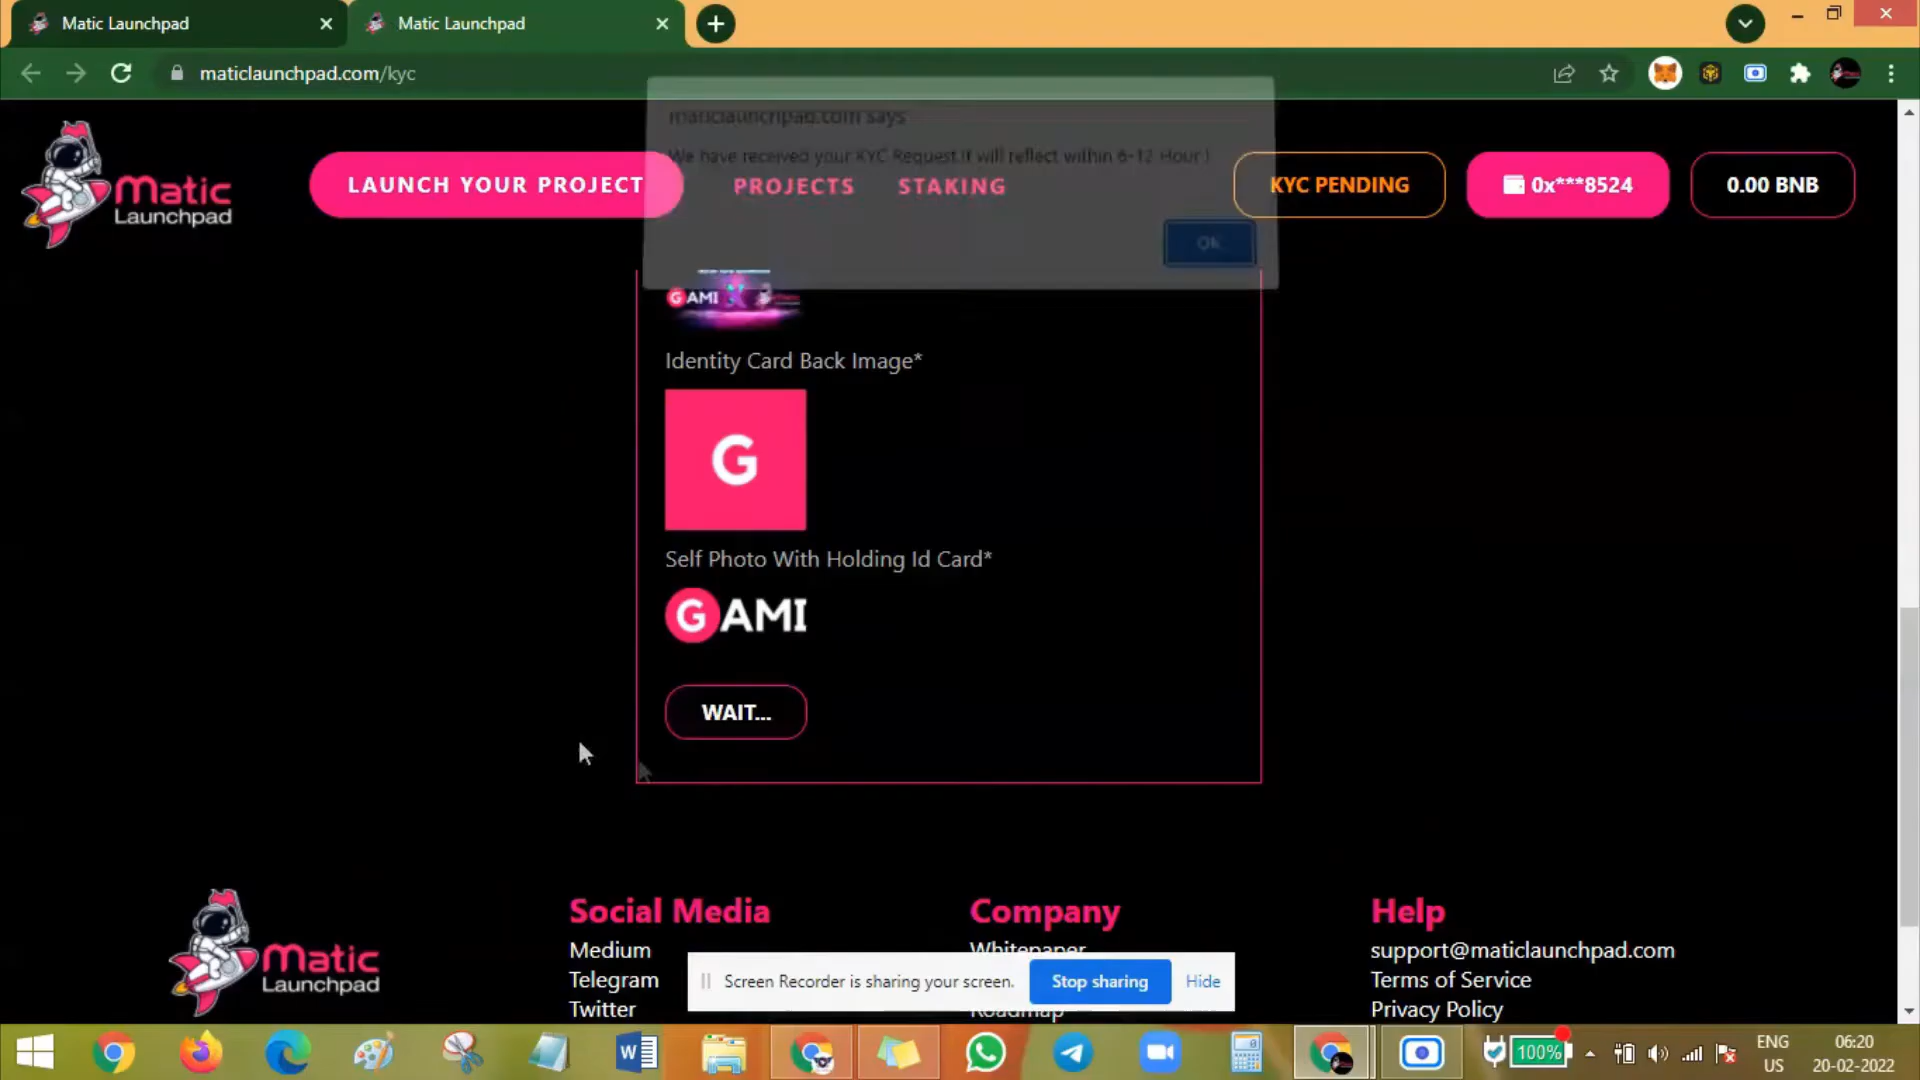 Matic Launchpad
Matic Launchpad
maticlaunchpad.com/kyc
maticlaunchpad.com says
We have received your KYC Request it will reflect within 6-12 Hour !
OK
Matic
Launchpad
LAUNCH YOUR PROJECT
PROJECTS
STAKING
KYC PENDING
0x***8524
0.00 BNB
GAMI
Identity Card Back Image*
G
Self Photo With Holding Id Card*
GAMI
WAIT...
Matic
Launchpad
Social Media
Medium
Telegram
Twitter
Company
Whitepaper
Roadmap
Help
support@maticlaunchpad.com
Terms of Service
Privacy Policy
Screen Recorder is sharing your screen.
Stop sharing
Hide
100%
ENG
US
06:20
20-02-2022